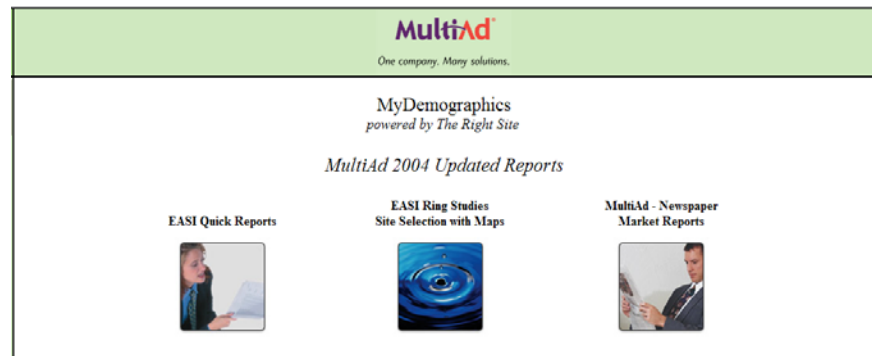 MultiAd®
One company. Many solutions.
MyDemographics
powered by The Right Site
MultiAd 2004 Updated Reports
EASI Quick Reports
EASI Ring Studies
Site Selection with Maps
MultiAd - Newspaper
Market Reports